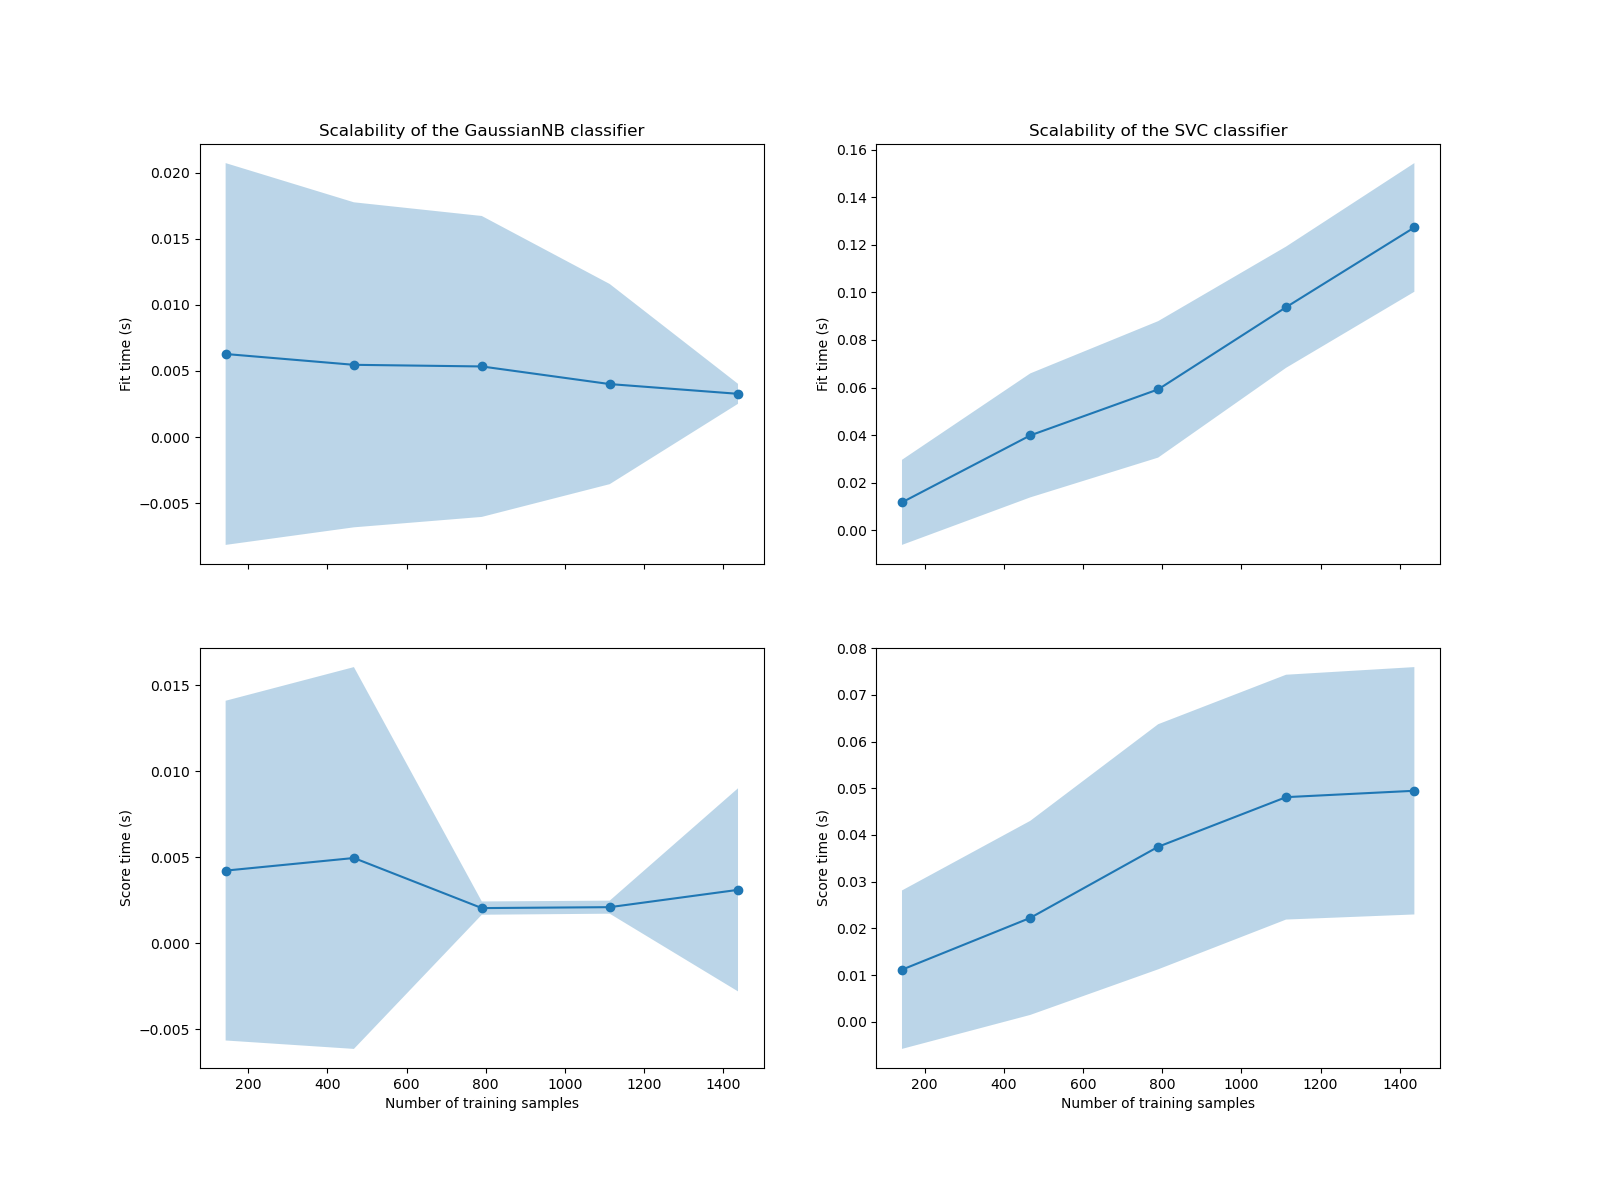 Scalability of the GaussianNB classifier
Fit time (s)
0.020
0.015
0.010
0.005
0.000
−0.005
Scalability of the SVC classifier
Fit time (s)
0.16
0.14
0.12
0.10
0.08
0.06
0.04
0.02
0.00
Score time (s)
0.015
0.010
0.005
0.000
−0.005
200 400 600 800 1000 1200 1400
Number of training samples
Score time (s)
0.08
0.07
0.06
0.05
0.04
0.03
0.02
0.01
0.00
200 400 600 800 1000 1200 1400
Number of training samples